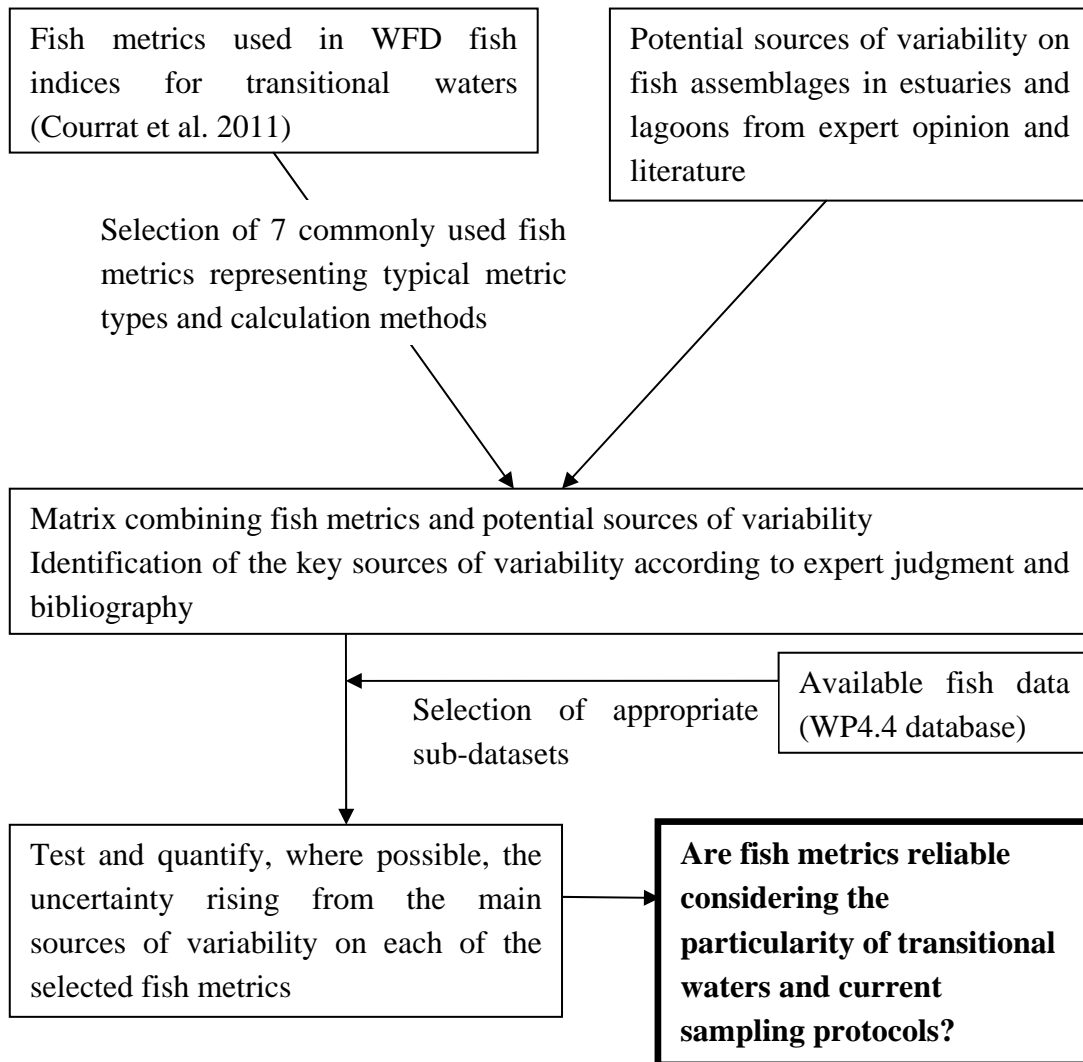 Fish metrics used in WFD fish
indices for transitional waters
(Courrat et al. 2011)
Potential sources of variability on
fish assemblages in estuaries and
lagoons from expert opinion and
literature
Selection of 7 commonly used fish
metrics representing typical metric
types and calculation methods
Matrix combining fish metrics and potential sources of variability
Identification of the key sources of variability according to expert judgment and
bibliography
Available fish data
(WP4.4 database)
Selection of appropriate
sub-datasets
Test and quantify, where possible, the
uncertainty rising from the main
sources of variability on each of the
selected fish metrics
Are fish metrics reliable
considering the
particularity of transitional
waters and current
sampling protocols?